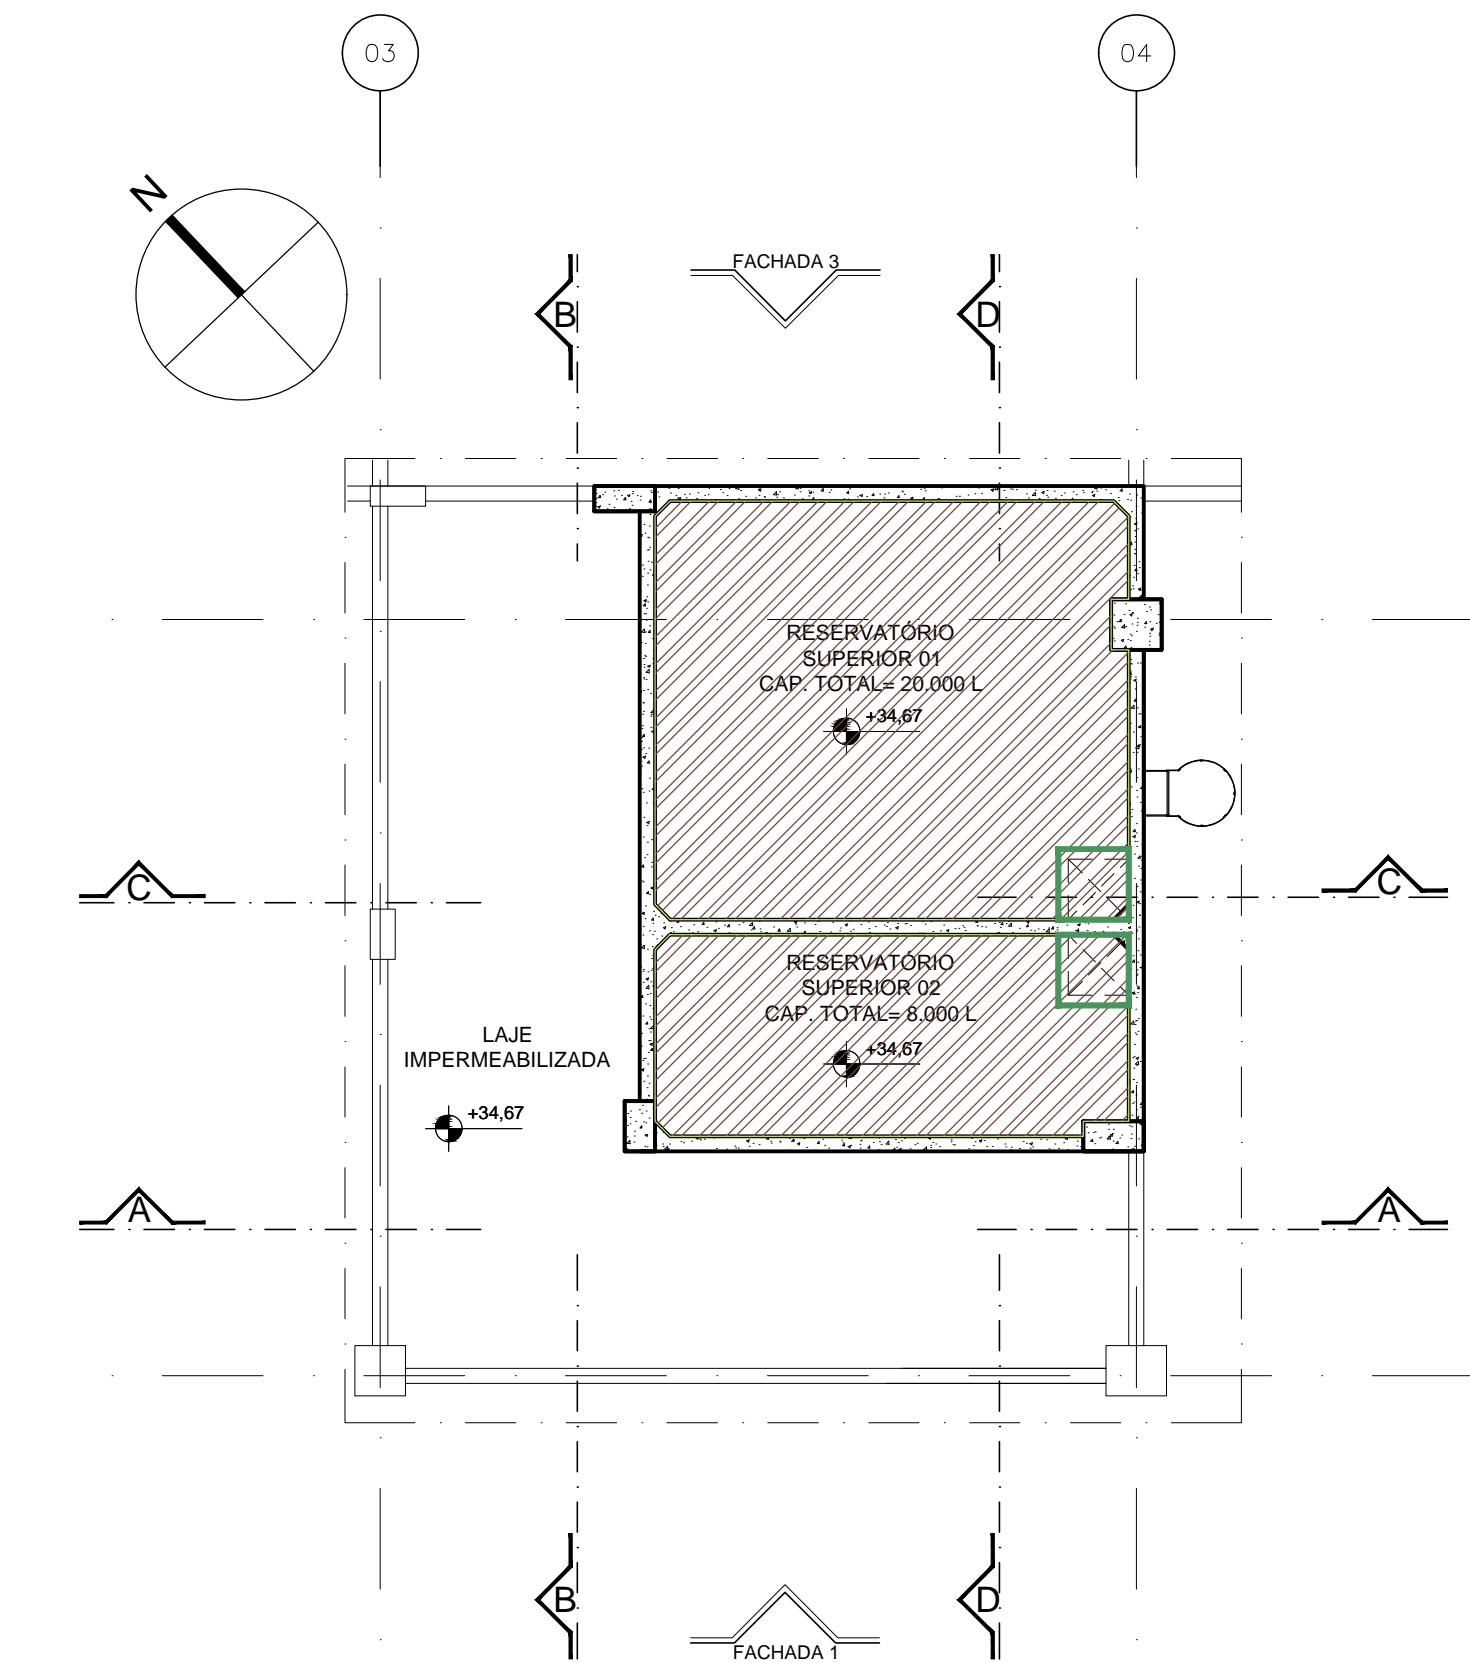 03
04
N
FACHADA 3
B
D
RESERVATÓRIO
SUPERIOR 01
CAP. TOTAL= 20.000 L
+34,67
C
C
RESERVATÓRIO
SUPERIOR 02
CAP. TOTAL= 8.000 L
+34,67
LAJE
IMPERMEABILIZADA
+34,67
A
A
B
D
FACHADA 1